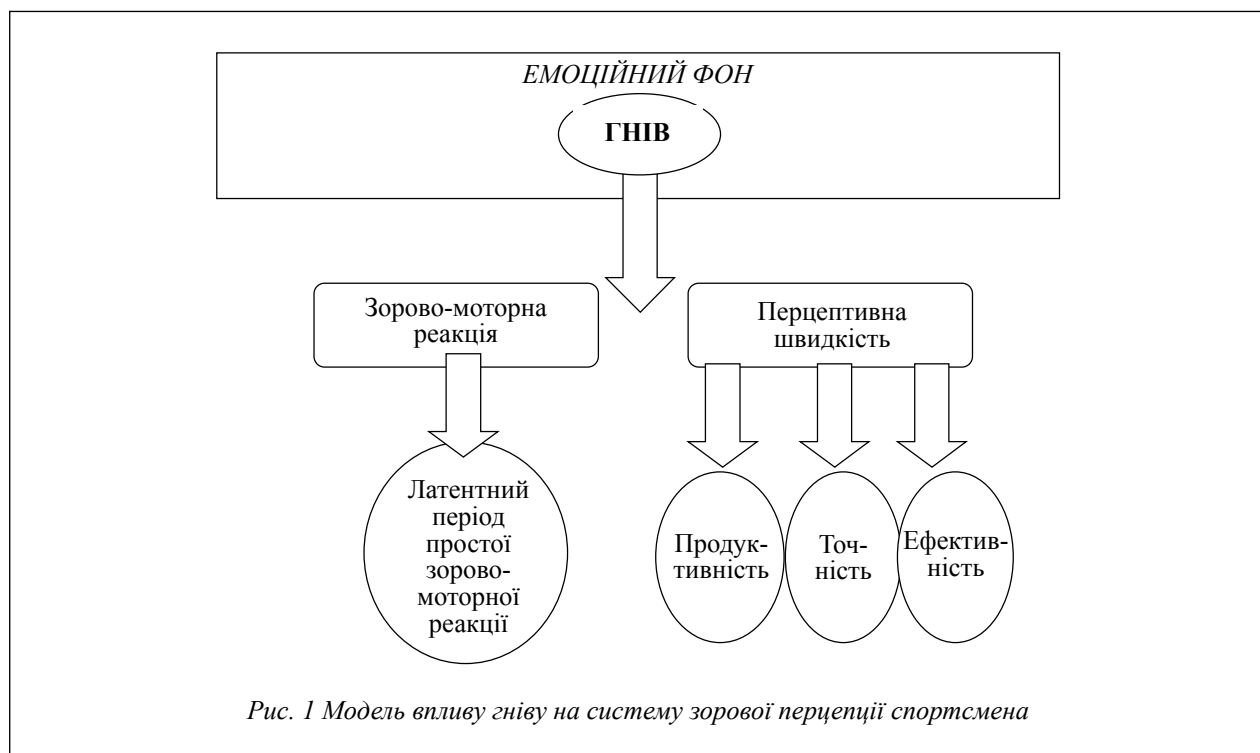 ЕМОЦІЙНИЙ ФОН
ГНІВ
Зорово-моторна
реакція
Перцептивна
швидкість
Латентний
період
простої
зорово-
моторної
реакції
Продук-
тивність
Точ-
ність
Ефектив-
ність
Рис. 1 Модель впливу гніву на систему зорової перцепції спортсмена